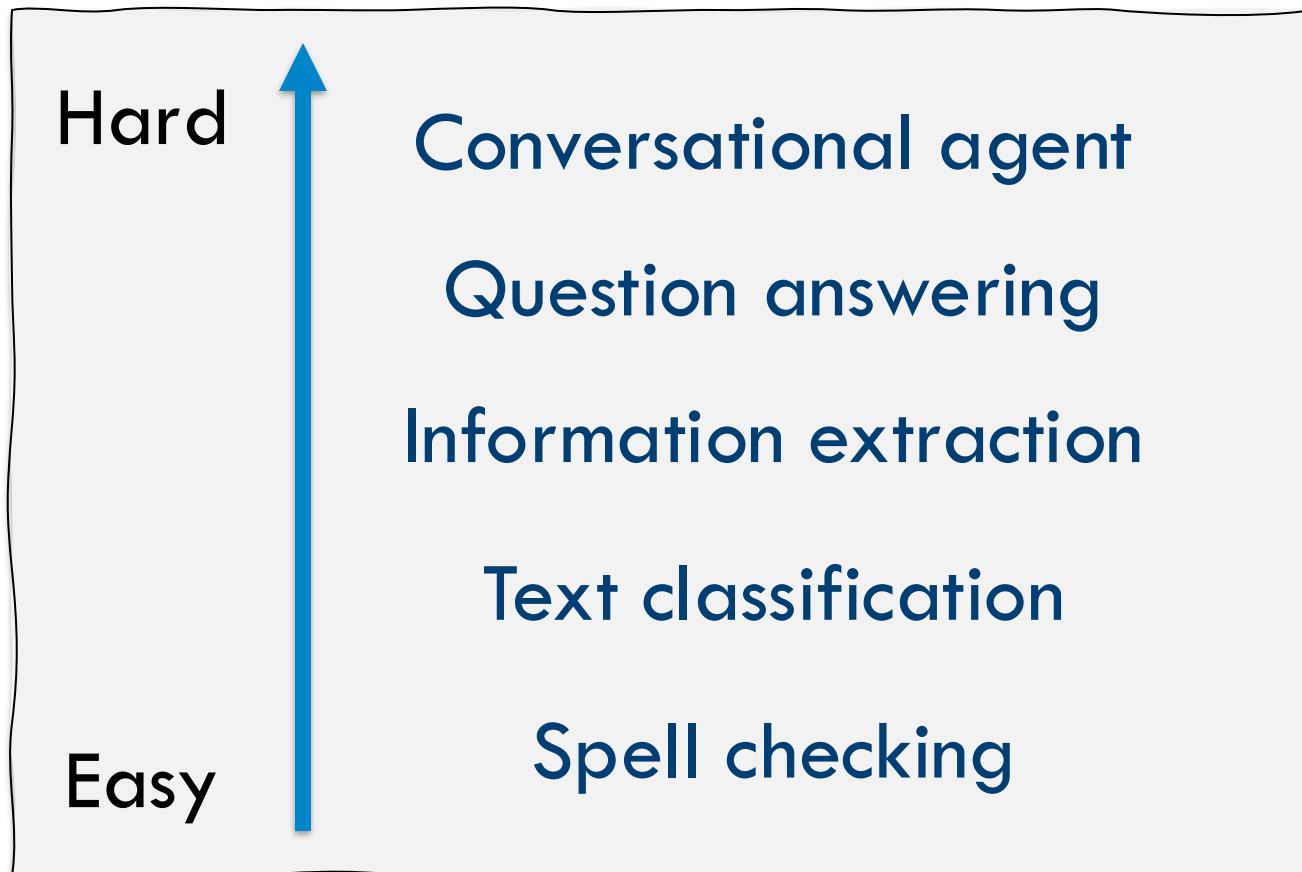 Hard
Conversational agent
Question answering
Information extraction
Text classification
Spell checking
Easy